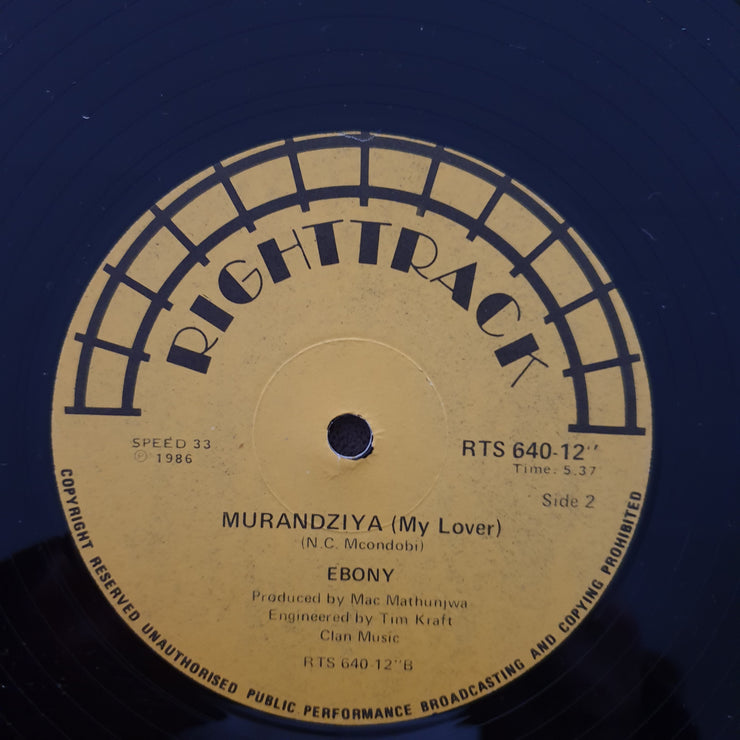 RIGHTTRACK
SPEED 33
℗ 1986
RTS 640-12''
Time: 5.37
Side 2
MURANDZIYA (My Lover)
(N.C. Mcondobi)
EBONY
Produced by Mac Mathunjwa
Engineered by Tim Kraft
Clan Music
RTS 640-12''B
COPYRIGHT RESERVED UNAUTHORISED PUBLIC PERFORMANCE BROADCASTING AND COPYING PROHIBITED